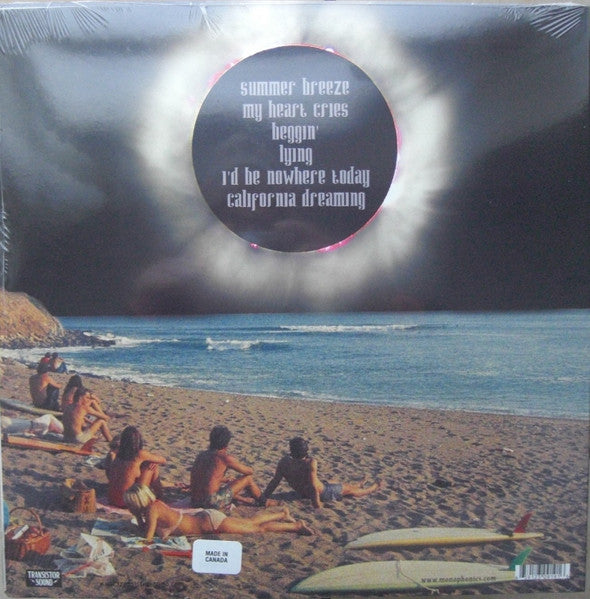 summer breeze
my heart cries
beggin'
lying
i'd be nowhere today
california dreaming
MADE IN
CANADA
TRANSISTOR
SOUND
www.monophonics.com